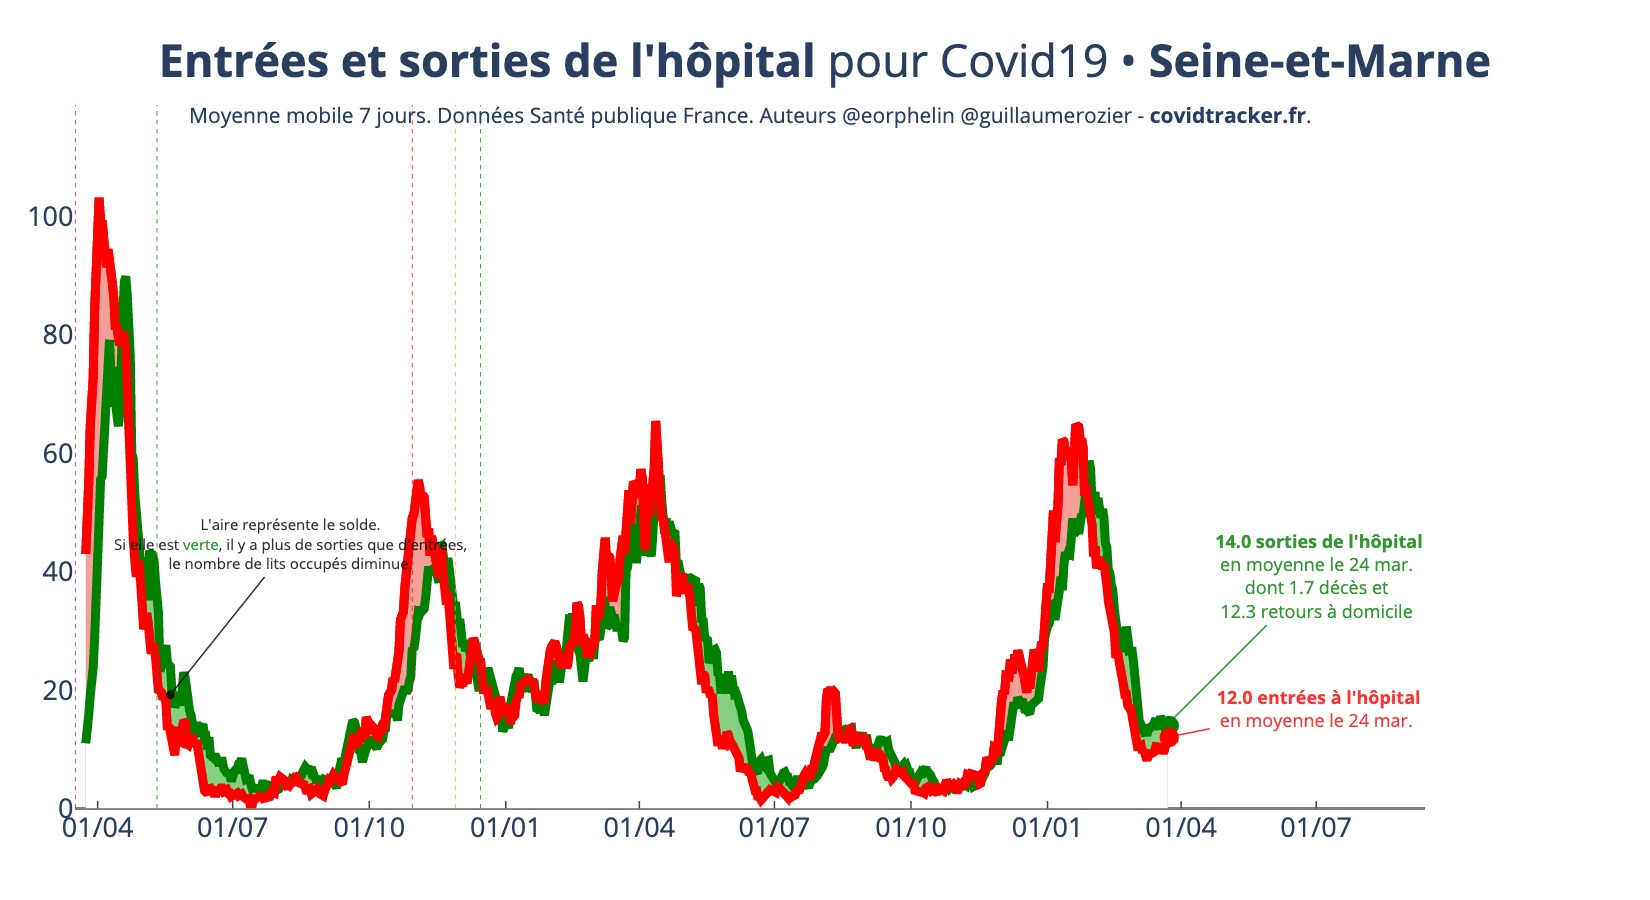 Entrées et sorties de l'hôpital pour Covid19 • Seine-et-Marne
Moyenne mobile 7 jours. Données Santé publique France. Auteurs @eorphelin @guillaumerozier - covidtracker.fr.
100
80
60
40
20
0
L'aire représente le solde.
Si elle est verte, il y a plus de sorties que d'entrées,
le nombre de lits occupés diminue.
14.0 sorties de l'hôpital
en moyenne le 24 mar.
dont 1.7 décès et
12.3 retours à domicile
12.0 entrées à l'hôpital
en moyenne le 24 mar.
01/04 01/07 01/10 01/01 01/04 01/07 01/10 01/01 01/04 01/07